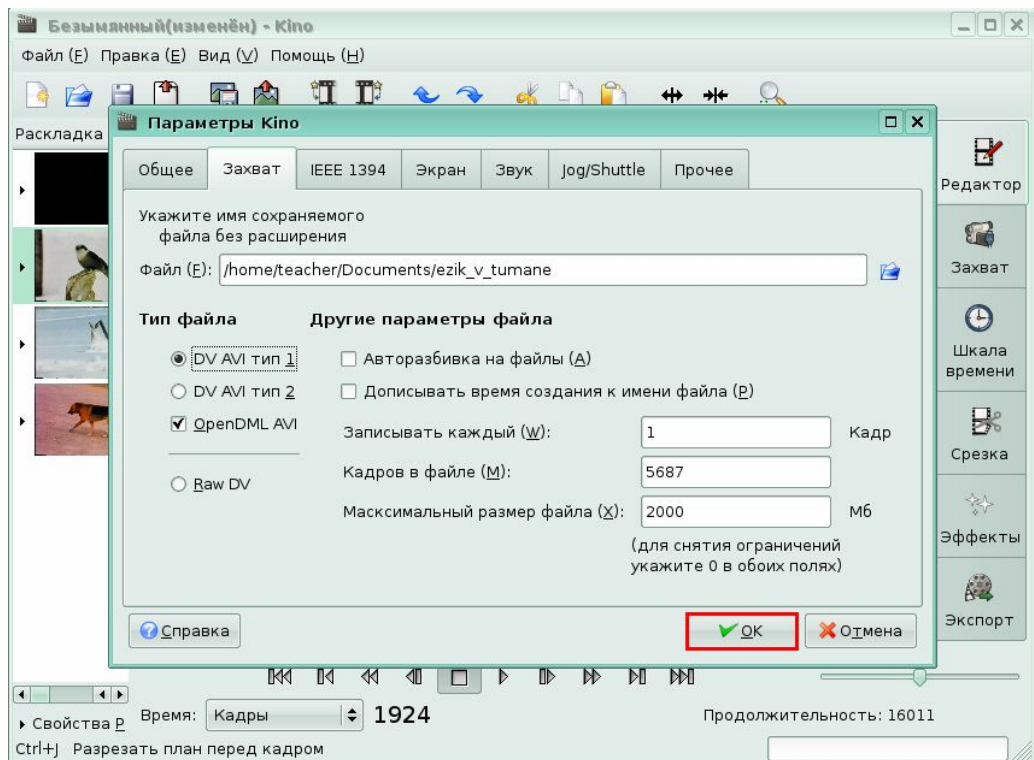 Безымянный(изменён) - Kino
Файл (F) Правка (E) Вид (V) Помощь (H)
Раскладка
Параметры Kino
Общее Захват IEEE 1394 Экран Звук Jog/Shuttle Прочее
Укажите имя сохраняемого
файла без расширения
Файл (F): /home/teacher/Documents/ezik_v_tumane
Тип файла
DV AVI тип 1
DV AVI тип 2
OpenDML AVI
Raw DV
Другие параметры файла
Авторазбивка на файлы (A)
Дописывать время создания к имени файла (P)
Записывать каждый (W): 1 Кадр
Кадров в файле (M): 5687
Масксимальный размер файла (X): 2000 Мб
(для снятия ограничений
укажите 0 в обоих полях)
Справка OK Отмена
Редактор
Захват
Шкала
времени
Срезка
Эффекты
Экспорт
Свойства P
Время: Кадры 1924 Продолжительность: 16011
Ctrl+J Разрезать план перед кадром